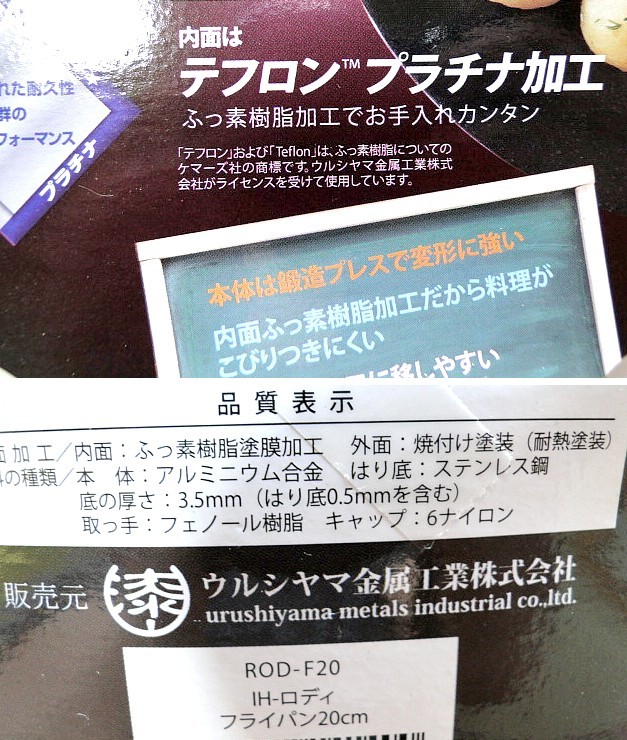 内面は
テフロン™プラチナ加工
ふっ素樹脂加工でお手入れカンタン
「テフロン」および「Teflon」は、ふっ素樹脂についての
ケマーズ社の商標です。ウルシヤマ金属工業株式
会社がライセンスを受けて使用しています。
れた耐久性
群の
フォーマンス
プラチナ
本体は鍛造プレスで変形に強い
内面ふっ素樹脂加工だから料理が
こびりつきにくい
に移しやすい
品質表示
面加工／内面：ふっ素樹脂塗膜加工 外面：焼付け塗装（耐熱塗装）
の種類／本 体：アルミニウム合金 はり底：ステンレス鋼
底の厚さ：3.5mm（はり底0.5mmを含む）
取っ手：フェノール樹脂 キャップ：6ナイロン
販売元 漆 ウルシヤマ金属工業株式会社
urushiyama metals industrial co.,ltd.
ROD-F20
IH-ロディ
フライパン20cm